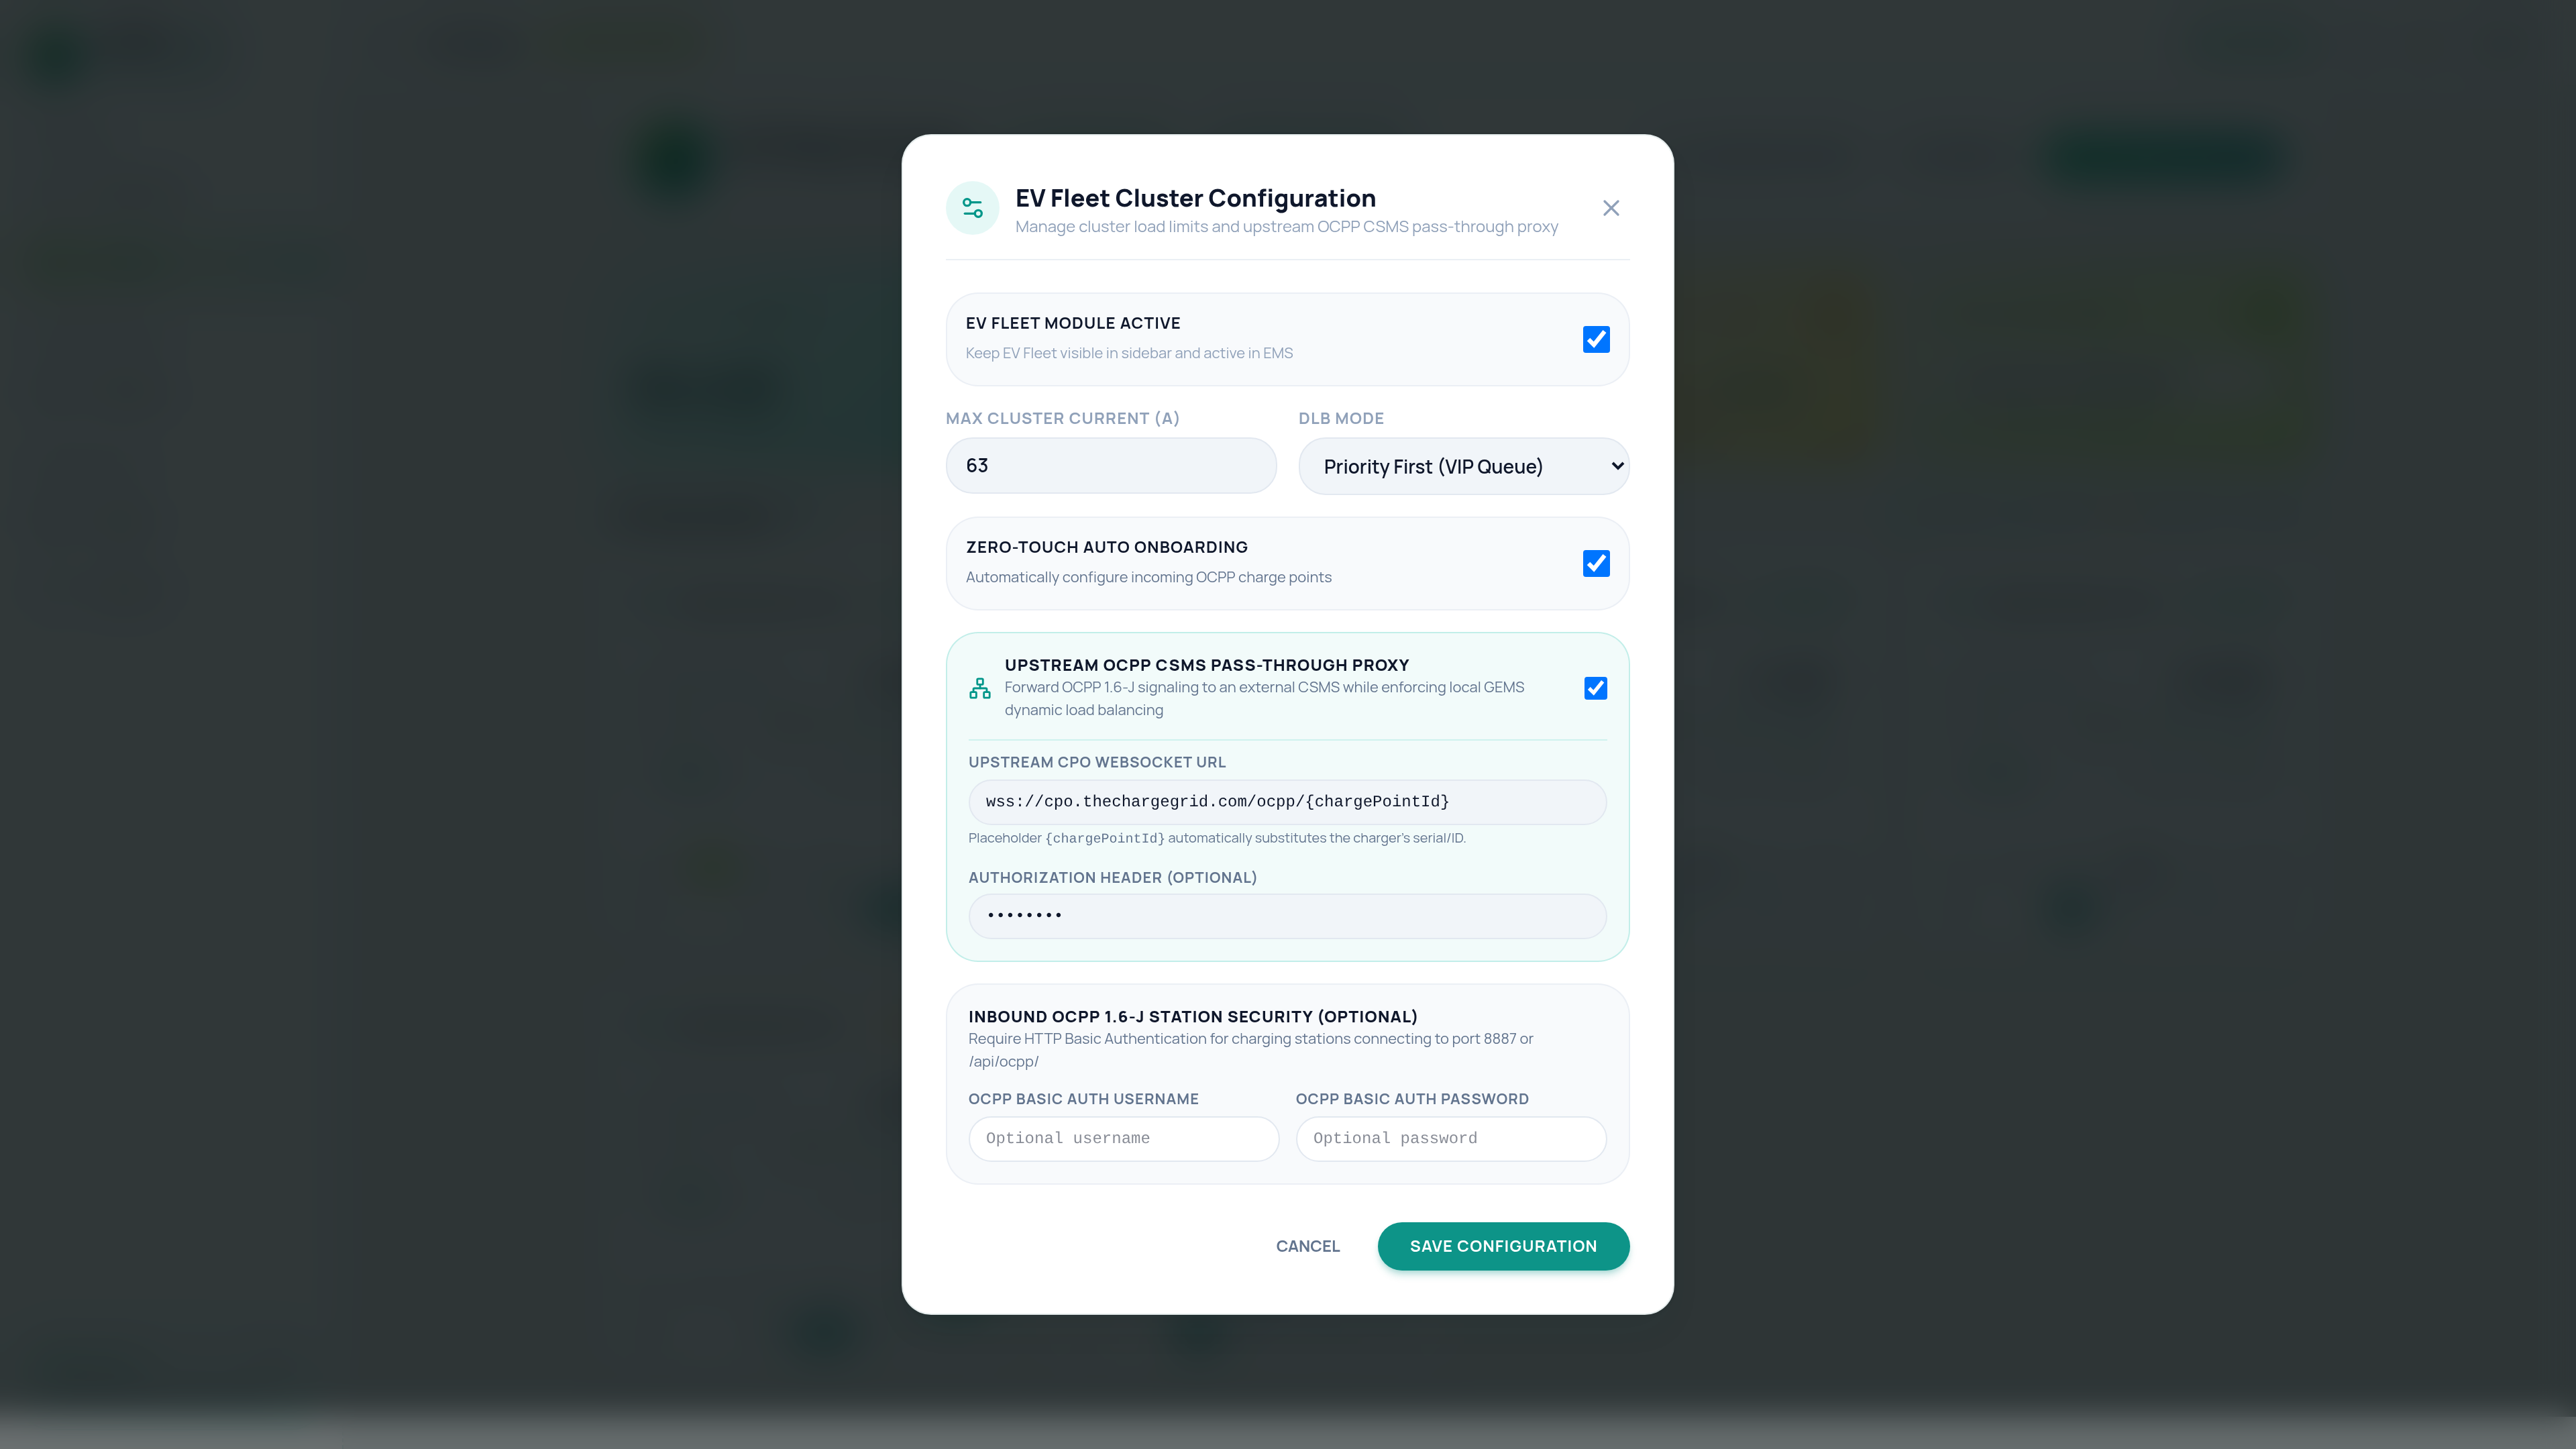 EV Fleet Cluster Configuration
Manage cluster load limits and upstream OCPP CSMS pass-through proxy
EV FLEET MODULE ACTIVE
Keep EV Fleet visible in sidebar and active in EMS
MAX CLUSTER CURRENT (A)
63
DLB MODE
Priority First (VIP Queue)
ZERO-TOUCH AUTO ONBOARDING
Automatically configure incoming OCPP charge points
UPSTREAM OCPP CSMS PASS-THROUGH PROXY
Forward OCPP 1.6-J signaling to an external CSMS while enforcing local GEMS
dynamic load balancing
UPSTREAM CPO WEBSOCKET URL
wss://cpo.thechargegrid.com/ocpp/{chargePointId}
Placeholder {chargePointId} automatically substitutes the charger's serial/ID.
AUTHORIZATION HEADER (OPTIONAL)
••••••••
INBOUND OCPP 1.6-J STATION SECURITY (OPTIONAL)
Require HTTP Basic Authentication for charging stations connecting to port 8887 or
/api/ocpp/
OCPP BASIC AUTH USERNAME
Optional username
OCPP BASIC AUTH PASSWORD
Optional password
CANCEL
SAVE CONFIGURATION